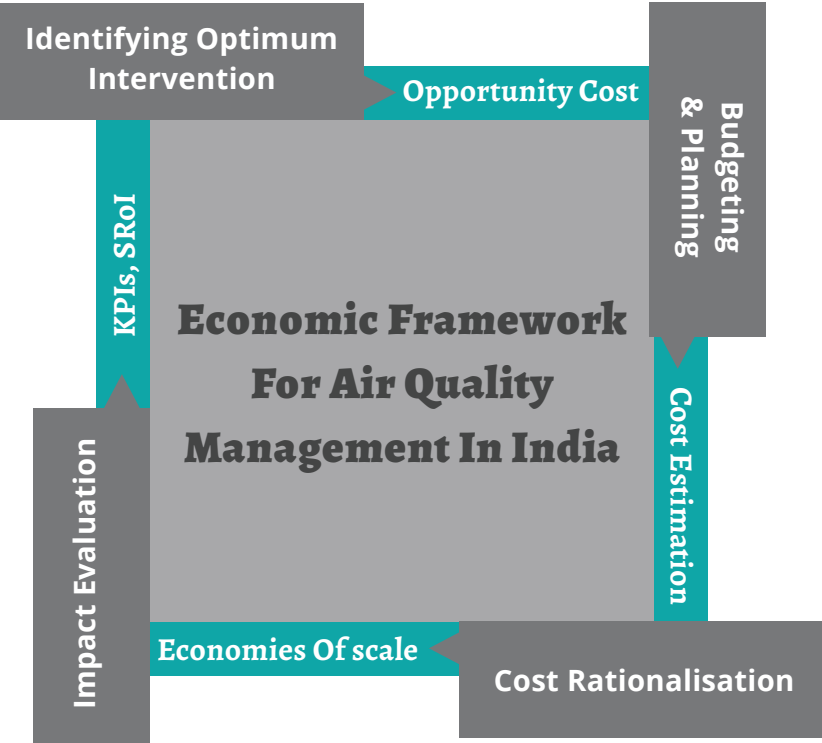 Identifying Optimum
Intervention
Opportunity Cost
Budgeting
& Planning
KPIs, SRoI
Economic Framework
For Air Quality
Management In India
Cost Estimation
Impact Evaluation
Economies Of scale
Cost Rationalisation